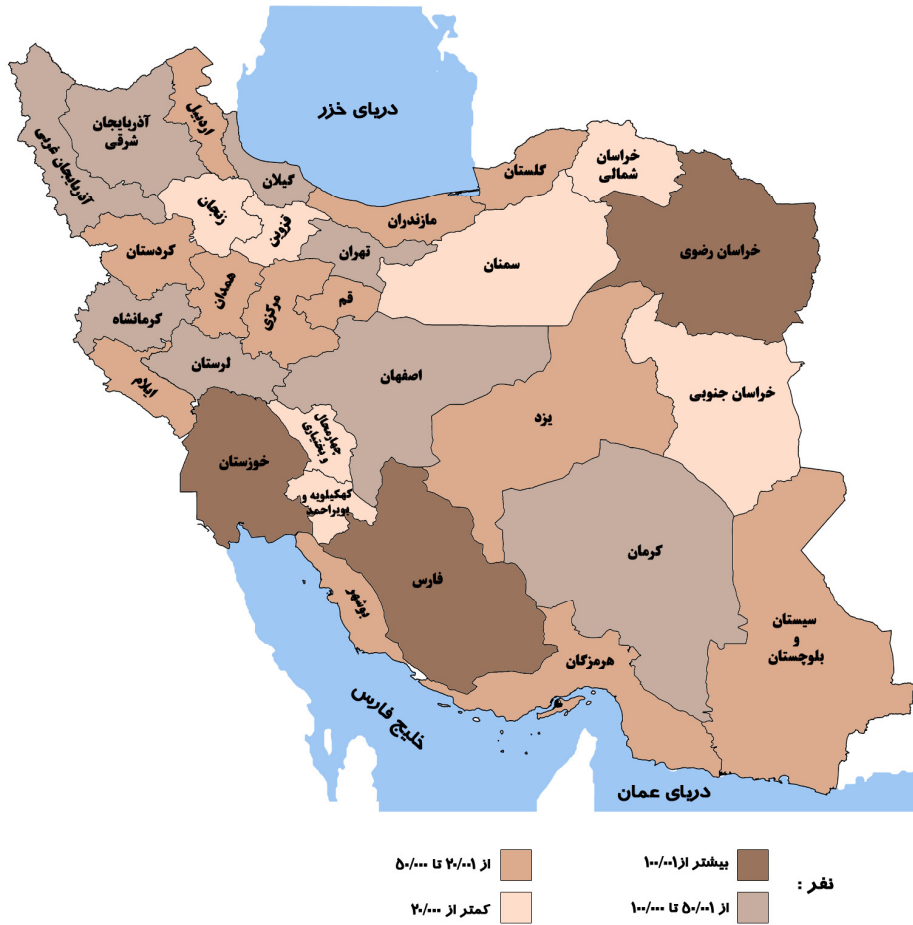 دریای خزر
آذربایجان
شرقی
آذربایجان غربی
اردبیل
گیلان
زنجان
قزوین
مازندران
گلستان
خراسان
شمالی
خراسان رضوی
سمنان
تهران
کردستان
همدان
مرکزی
قم
کرمانشاه
لرستان
ایلام
اصفهان
یزد
خراسان جنوبی
چهارمحال
و بختیاری
خوزستان
کهکیلویه و
بویراحمد
فارس
کرمان
بوشهر
هرمزگان
سیستان
و
بلوچستان
خلیج فارس
دریای عمان
نفر :
بیشتر از ۱۰۰/۰۰۱
از ۵۰/۰۰۱ تا ۱۰۰/۰۰۰
از ۲۰/۰۰۱ تا ۵۰/۰۰۰
کمتر از ۲۰/۰۰۰